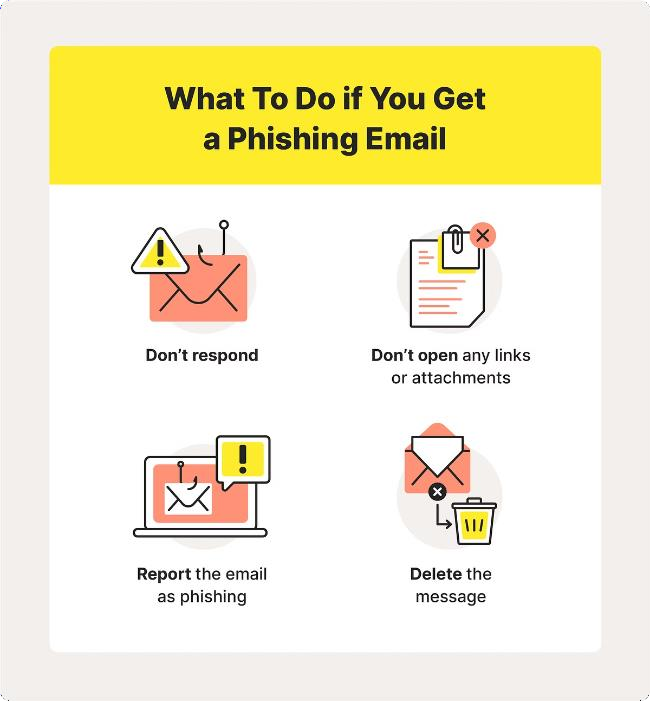 What To Do if You Get
a Phishing Email
Don’t respond
Don’t open any links
or attachments
Report the email
as phishing
Delete the
message